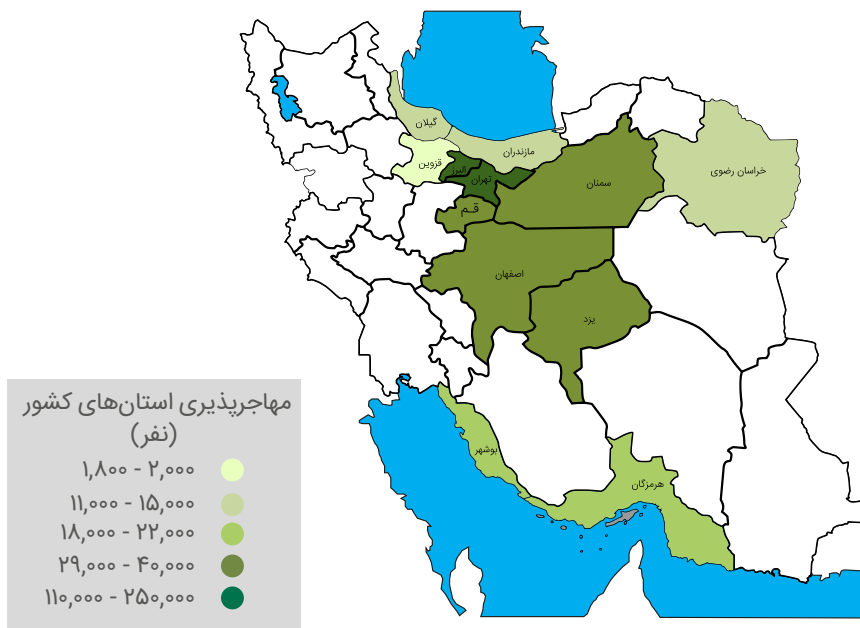 گیلان
مازندران
قزوین
البرز
تهران
خراسان رضوی
سمنان
قـم
اصفهان
یزد
بوشهر
هرمزگان
مهاجرپذیری استان‌های کشور
(نفر)
۱,۸۰۰ - ۲,۰۰۰
۱۱,۰۰۰ - ۱۵,۰۰۰
۱۸,۰۰۰ - ۲۲,۰۰۰
۲۹,۰۰۰ - ۴۰,۰۰۰
۱۱۰,۰۰۰ - ۲۵۰,۰۰۰